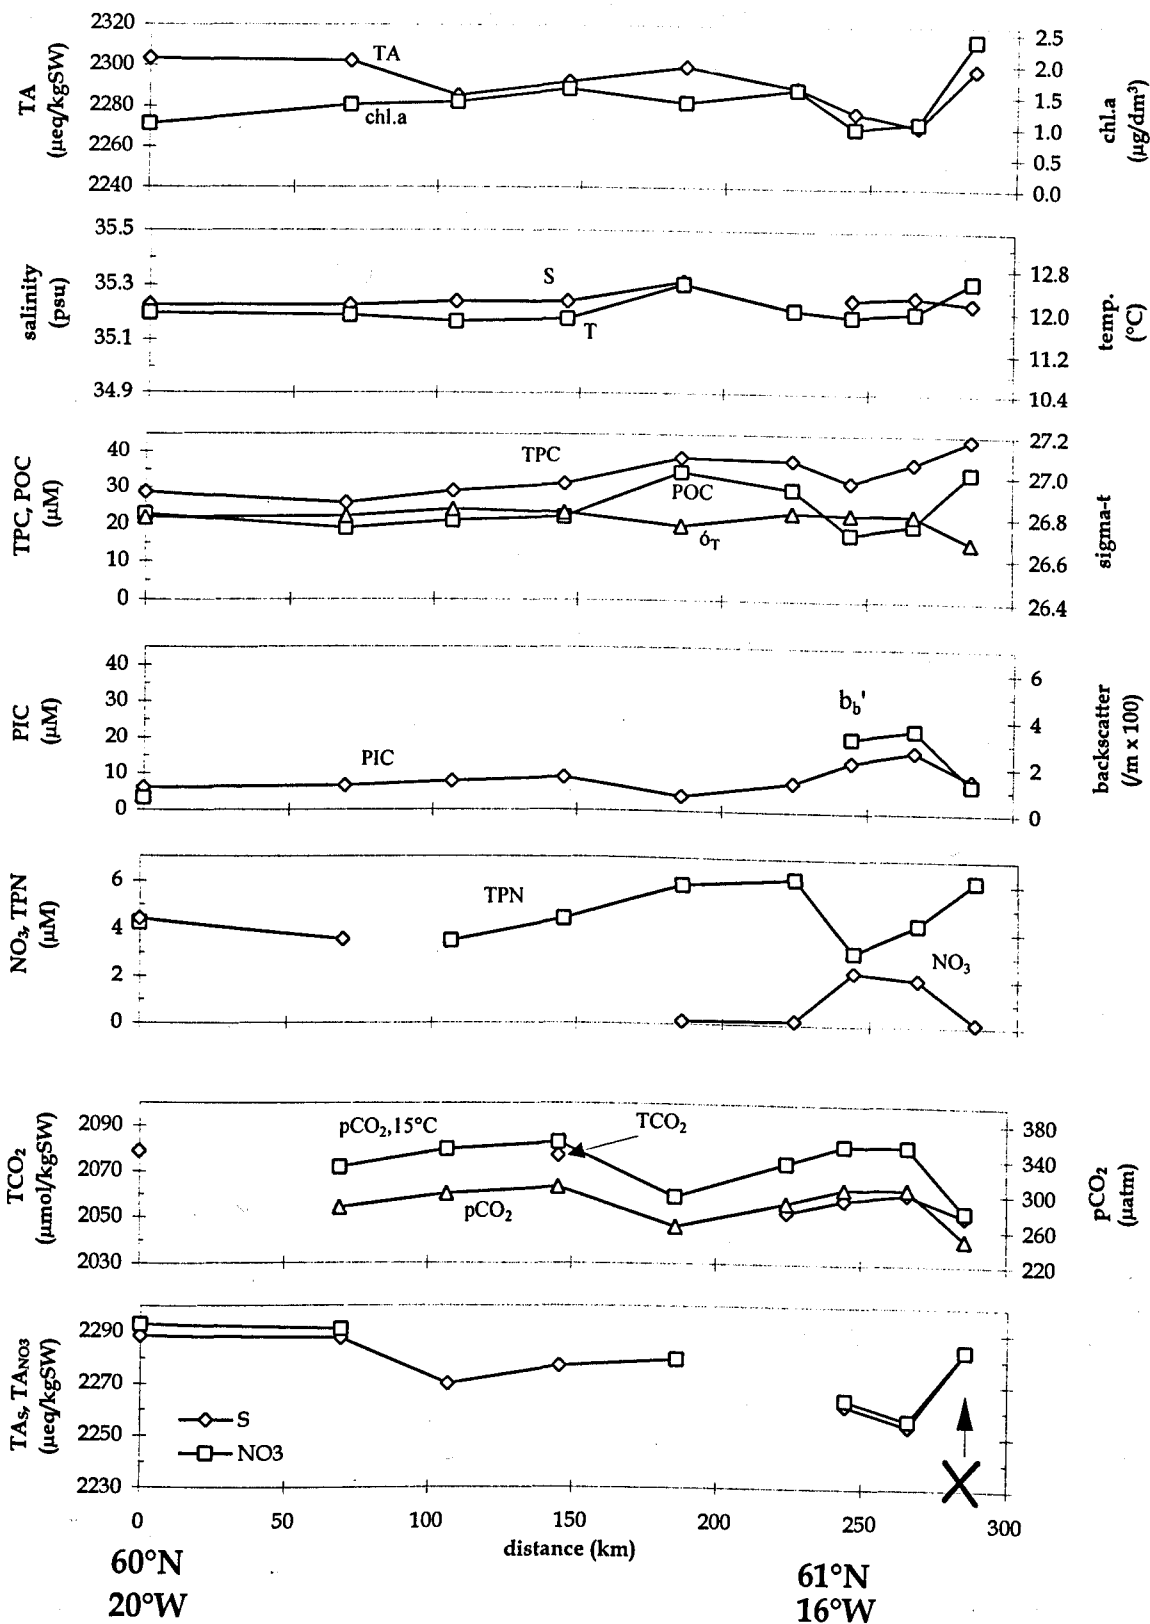 2320
2300
2280
2260
2240
TA
(µeq/kgSW)
TA
chl.a
2.5
2.0
1.5
1.0
0.5
0.0
chl.a
(µg/dm³)
35.5
35.3
35.1
34.9
salinity
(psu)
S
T
12.8
12.0
11.2
10.4
temp.
(°C)
40
30
20
10
0
TPC, POC
(µM)
TPC
POC
óT
27.2
27.0
26.8
26.6
26.4
sigma-t
40
30
20
10
0
PIC
(µM)
PIC
bb'
6
4
2
0
backscatter
(/m x 100)
6
4
2
0
NO3, TPN
(µM)
TPN
NO3
2090
2070
2050
2030
TCO2
(µmol/kgSW)
pCO2,15°C
TCO2
pCO2
380
340
300
260
220
pCO2
(µatm)
2290
2270
2250
2230
TAS, TANO3
(µeq/kgSW)
S
NO3
0 50 100 150 200 250 300
distance (km)
60°N
20°W
61°N
16°W